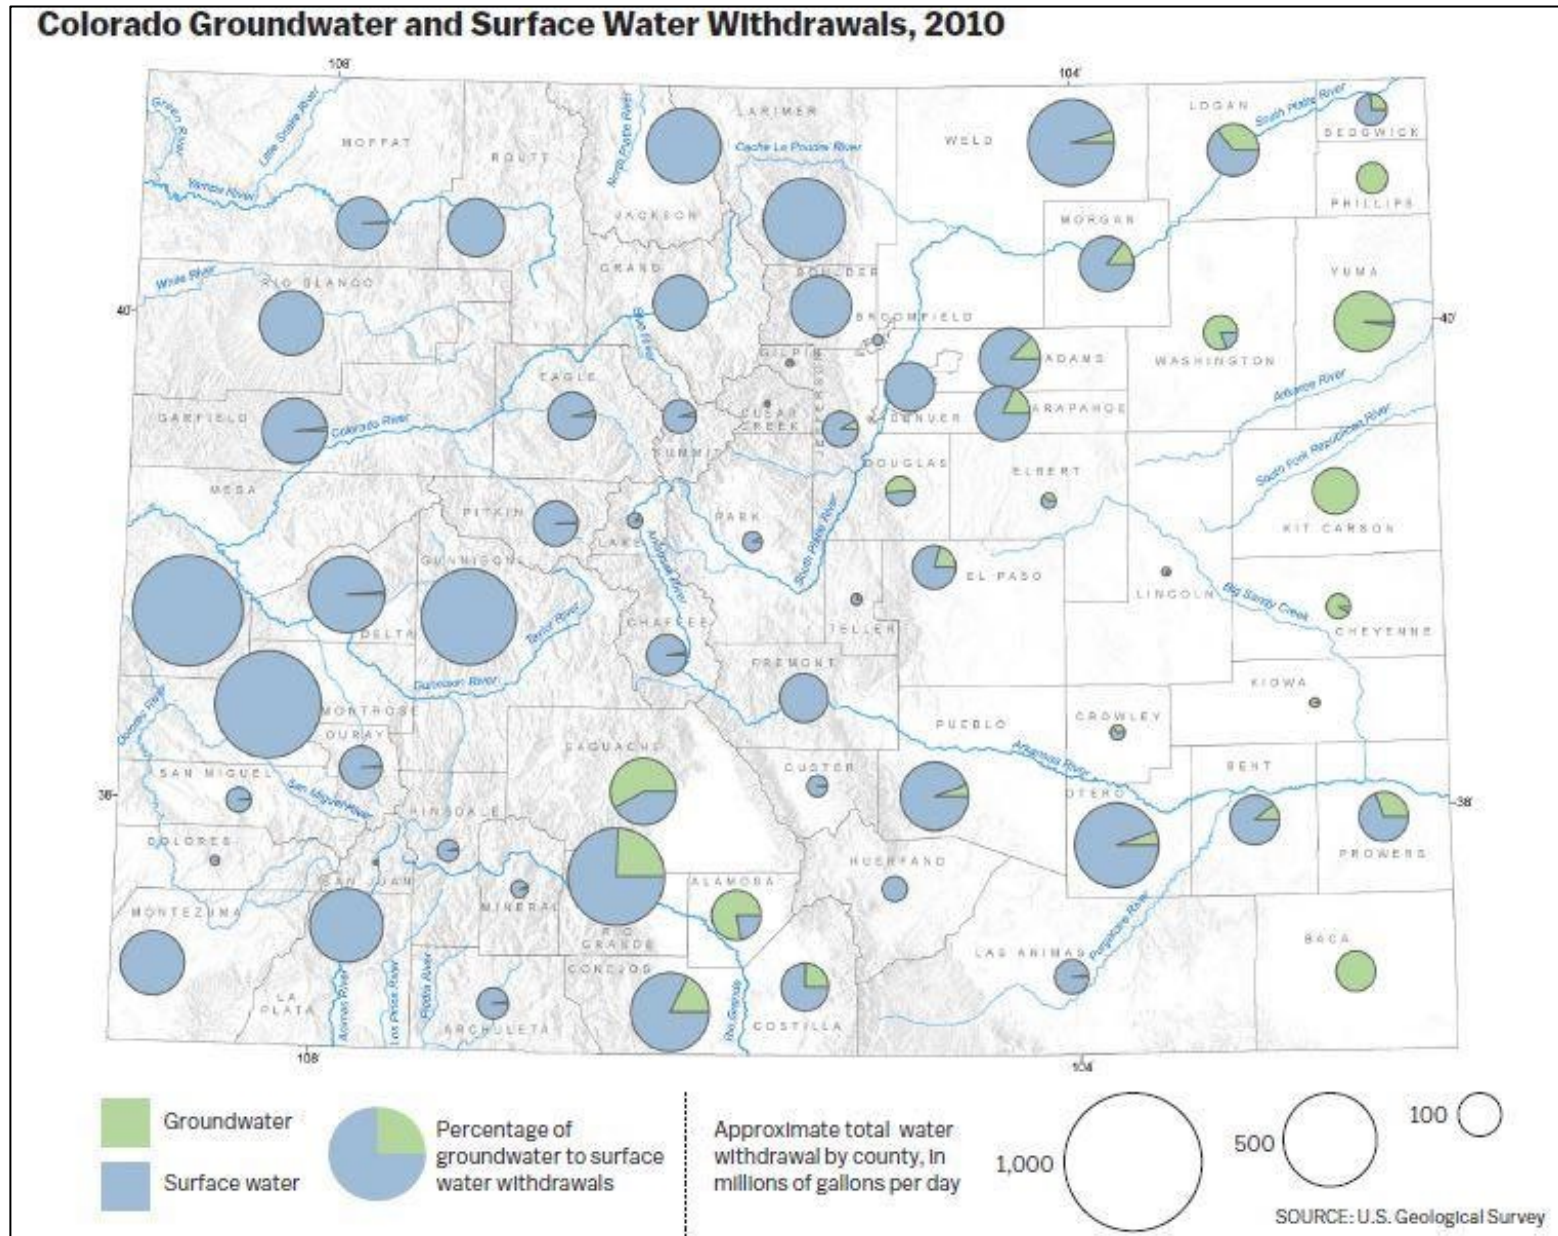 Colorado Groundwater and Surface Water Withdrawals, 2010
108'
104'
Green River
Little Snake River
MOFFAT
ROUTT
North Platte River
LARIMER
Cache La Poudre River
WELD
LOGAN
South Platte River
SEDGWICK
PHILLIPS
Yampa River
JACKSON
MORGAN
White River
RIO BLANCO
GRAND
BOULDER
YUMA
40'
BROOMFIELD
40'
Blue River
GILPIN
ADAMS
WASHINGTON
EAGLE
JEFFERSON
Arikaree River
GARFIELD
Colorado River
CLEAR
CREEK
DENVER
ARAPAHOE
SUMMIT
South Fork Republican River
DOUGLAS
ELBERT
MESA
PITKIN
LAKE
PARK
KIT CARSON
Arkansas River
South Platte River
GUNNISON
EL PASO
LINCOLN
Big Sandy Creek
Taylor River
CHAFFEE
TELLER
CHEYENNE
DELTA
FREMONT
Gunnison River
KIOWA
Dolores River
MONTROSE
CROWLEY
PUEBLO
OURAY
SAGUACHE
Arkansas River
SAN MIGUEL
CUSTER
BENT
San Miguel River
HINSDALE
OTERO
38'
38'
DOLORES
HUERFANO
PROWERS
SAN JUAN
ALAMOSA
MONTEZUMA
MINERAL
RIO
GRANDE
Purgatoire River
BACA
LAS ANIMAS
CONEJOS
LA
PLATA
Animas River
Los Pinos River
Piedra River
Rio Grande
ARCHULETA
COSTILLA
108'
104'
Groundwater
Surface water
Percentage of
groundwater to surface
water withdrawals
Approximate total water
withdrawal by county, in
millions of gallons per day
1,000
500
100
SOURCE: U.S. Geological Survey